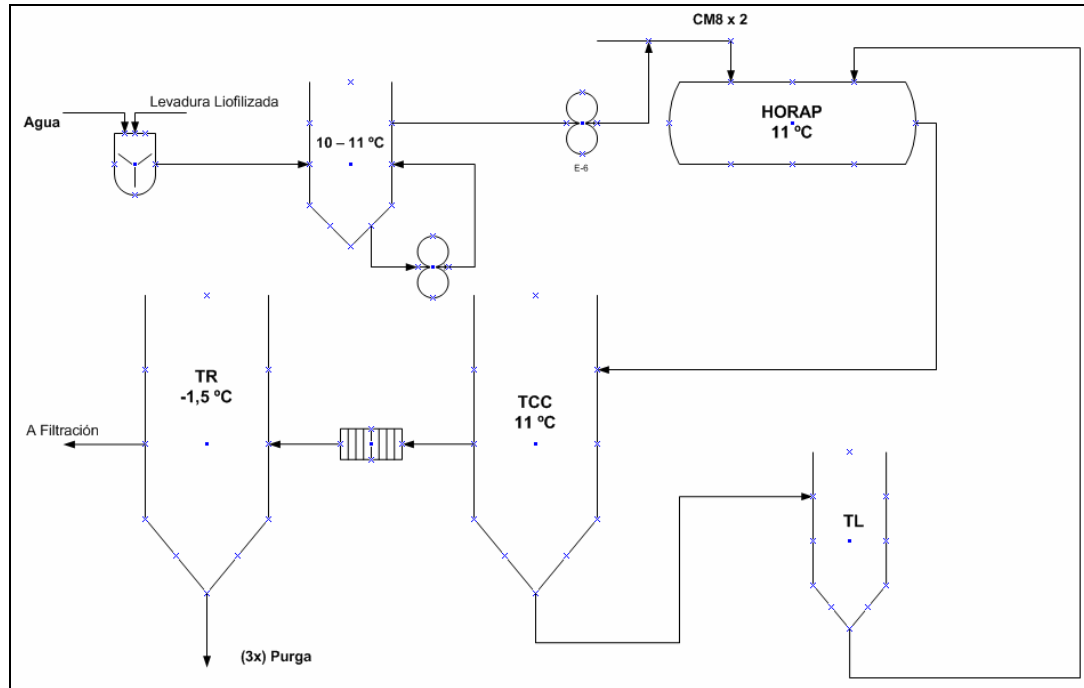 CM8 x 2
Levadura Liofilizada
Agua
10 – 11 ºC
E-6
HORAP
11 ºC
TR
-1,5 ºC
TCC
11 ºC
A Filtración
TL
(3x) Purga